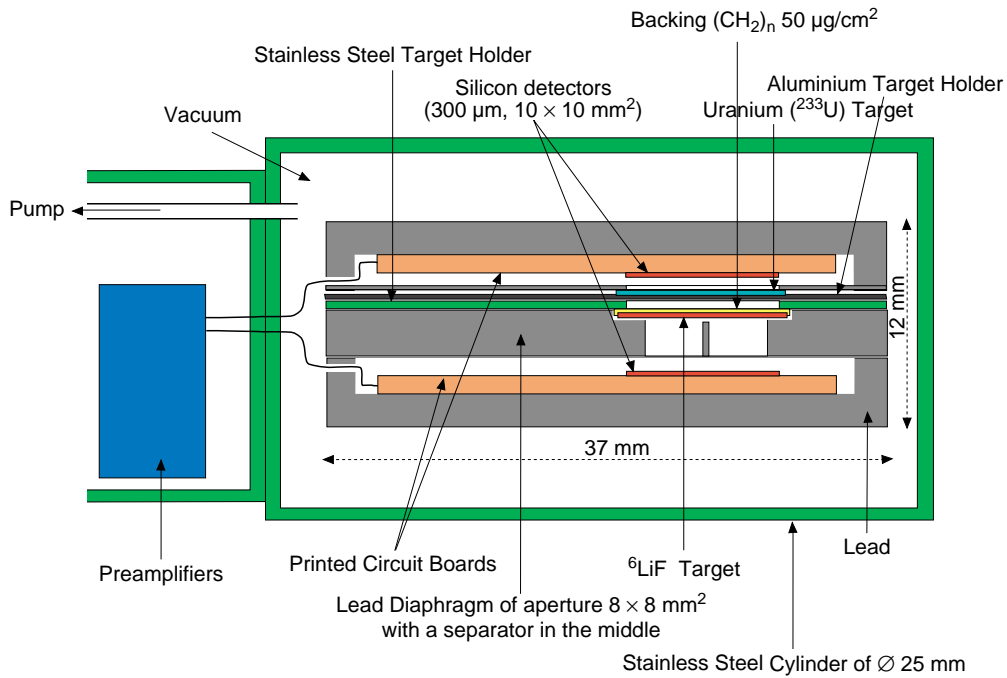 Backing (CH₂)ₙ 50 µg/cm²
Stainless Steel Target Holder
Silicon detectors
(300 µm, 10 × 10 mm²)
Aluminium Target Holder
Uranium (²³³U) Target
Vacuum
Pump
12 mm
37 mm
Preamplifiers
Printed Circuit Boards
⁶LiF Target
Lead
Lead Diaphragm of aperture 8 × 8 mm²
with a separator in the middle
Stainless Steel Cylinder of ∅ 25 mm